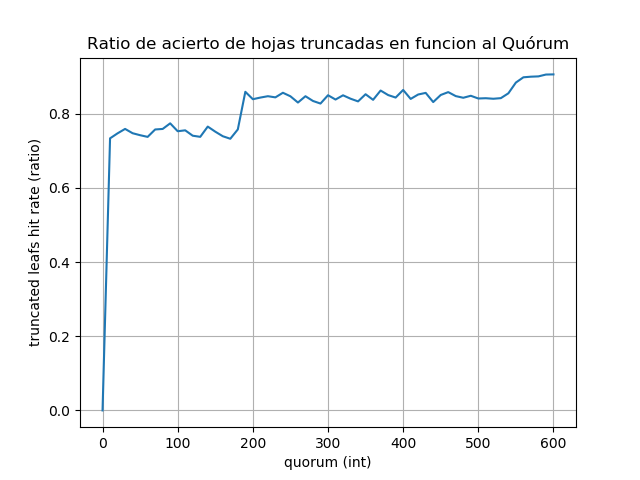 Ratio de acierto de hojas truncadas en funcion al Quórum
truncated leafs hit rate (ratio)
0.8
0.6
0.4
0.2
0.0
0 100 200 300 400 500 600
quorum (int)